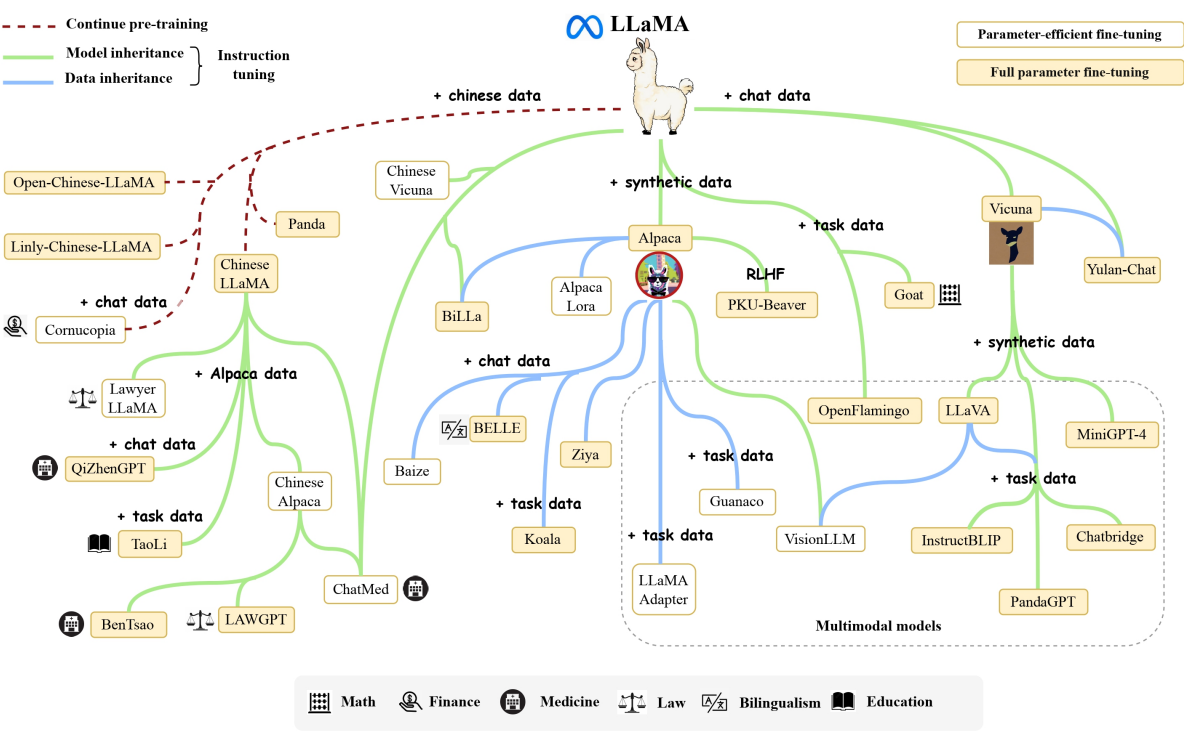 LLaMA
Continue pre-training
Model inheritance
Data inheritance
Instruction
tuning
Parameter-efficient fine-tuning
Full parameter fine-tuning
+ chinese data
+ chat data
Open-Chinese-LLaMA
Linly-Chinese-LLaMA
Panda
Chinese
LLaMA
+ chat data
Cornucopia
Chinese
Vicuna
+ synthetic data
Alpaca
+ task data
Vicuna
Yulan-Chat
BiLLa
Alpaca
Lora
RLHF
PKU-Beaver
Goat
+ synthetic data
Lawyer
LLaMA
+ Alpaca data
+ chat data
QiZhenGPT
+ task data
TaoLi
Chinese
Alpaca
BenTsao
LAWGPT
ChatMed
+ chat data
Baize
BELLE
Ziya
+ task data
Koala
+ task data
Guanaco
+ task data
LLaMA
Adapter
OpenFlamingo
LLaVA
MiniGPT-4
VisionLLM
+ task data
InstructBLIP
Chatbridge
PandaGPT
Multimodal models
Math
Finance
Medicine
Law
Bilingualism
Education